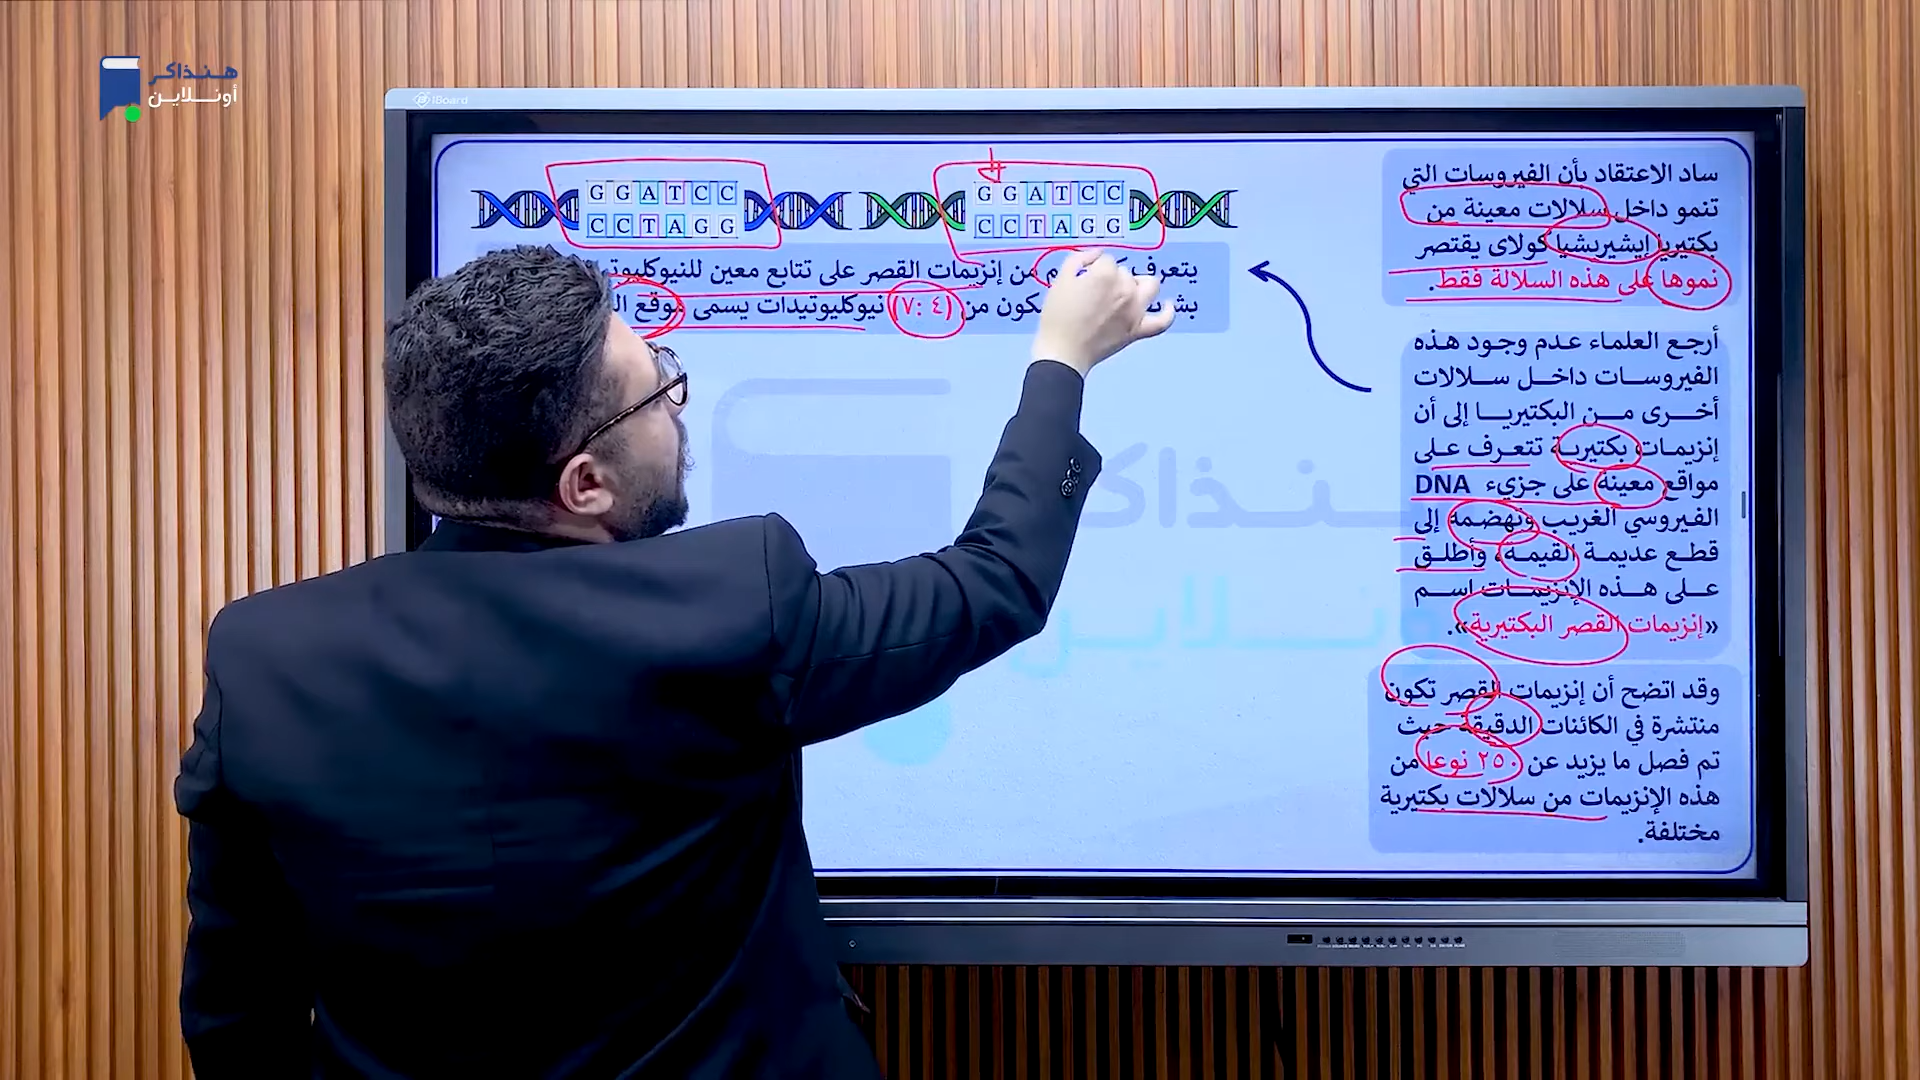 هنذاكر
أونلاين
IBoard
GGATCC
CCTAGG
GGATCC
CCTAGG
يتعرف من إنزيمات القصر على تتابع معين للنيوكليوتيدات
مكون من (٤ :٧) نيوكليوتيدات يسمى موقع
ساد الاعتقاد بأن الفيروسات التي
تنمو داخل سلالات معينة من
بكتيريا إيشيريشيا كولاى يقتصر
نموها على هذه السلالة فقط.
أرجع العلماء عدم وجود هذه
الفيروسات داخل سلالات
أخرى من البكتيريا إلى أن
إنزيمات بكتيرية تتعرف على
مواقع معينة على جزيء DNA
الفيروسي الغريب وتهضمه إلى
قطع عديمة القيمة، وأطلق
على هذه الإنزيمات اسم
«إنزيمات القصر البكتيرية».
وقد اتضح أن إنزيمات القصر تكون
منتشرة في الكائنات الدقيقة حيث
تم فصل ما يزيد عن ٢٥٠ نوعا من
هذه الإنزيمات من سلالات بكتيرية
مختلفة.